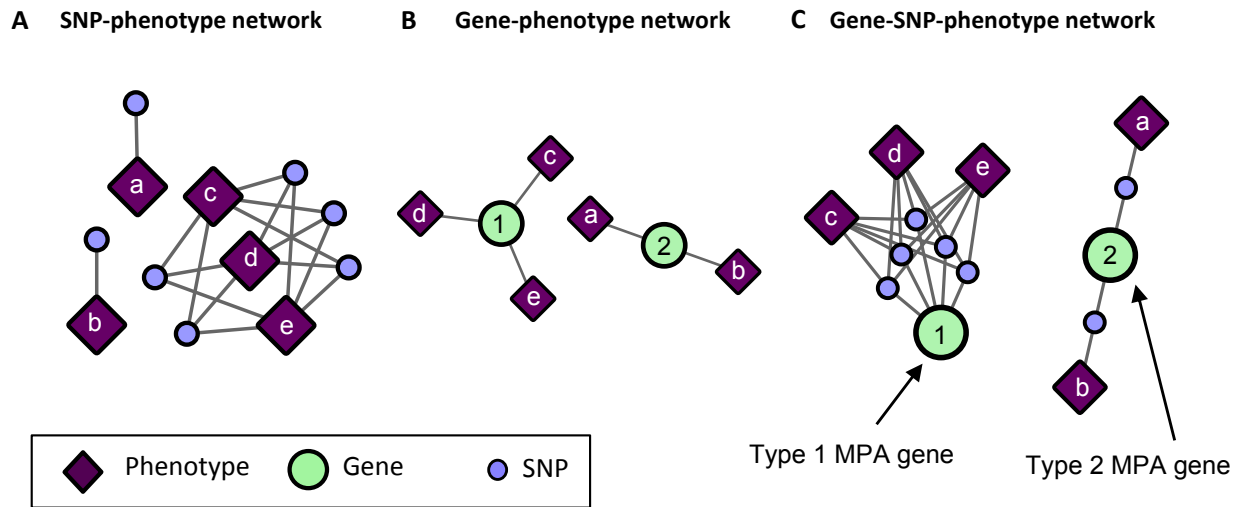 A SNP-phenotype network
B Gene-phenotype network
C Gene-SNP-phenotype network
a
c
d
b
e
c
d
1
a
2
b
e
d
e
c
1
a
2
b
Type 1 MPA gene
Type 2 MPA gene
Phenotype
Gene
SNP